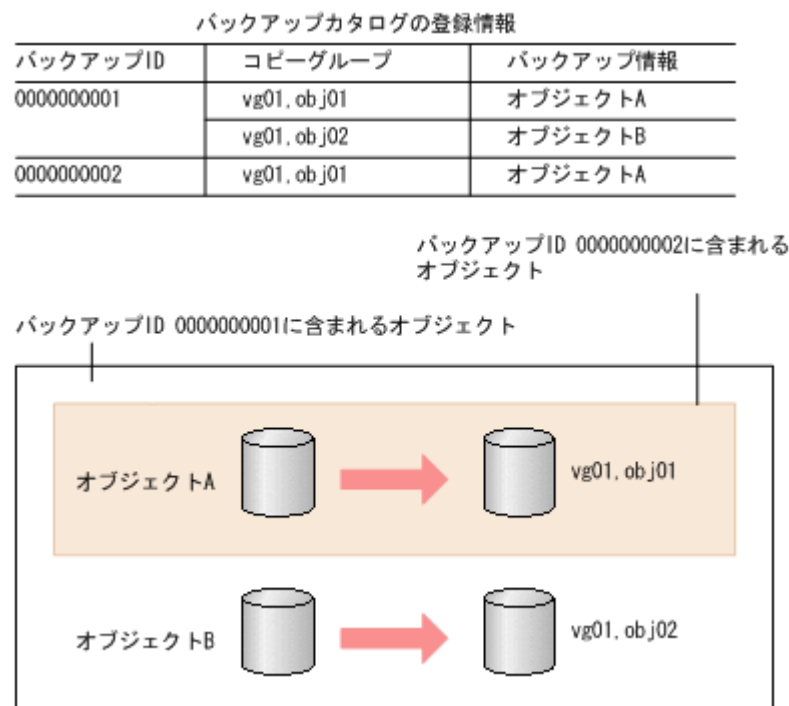 バックアップカタログの登録情報
バックアップID コピーグループ バックアップ情報
0000000001 vg01,obj01 オブジェクトA
vg01,obj02 オブジェクトB
0000000002 vg01,obj01 オブジェクトA
バックアップID 0000000002に含まれる
オブジェクト
バックアップID 0000000001に含まれるオブジェクト
オブジェクトA vg01,obj01
オブジェクトB vg01,obj02